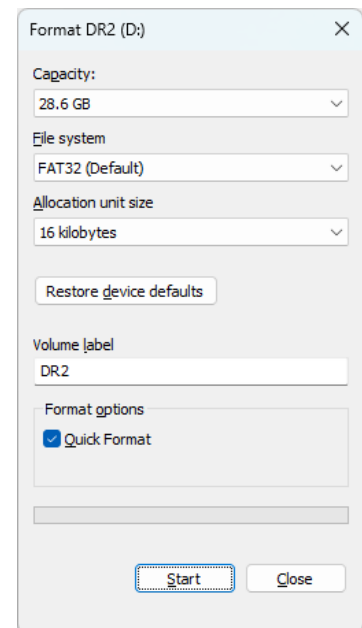 Format DR2 (D:)
Capacity:
28.6 GB
File system
FAT32 (Default)
Allocation unit size
16 kilobytes
Restore device defaults
Volume label
DR2
Format options
Quick Format
Start
Close